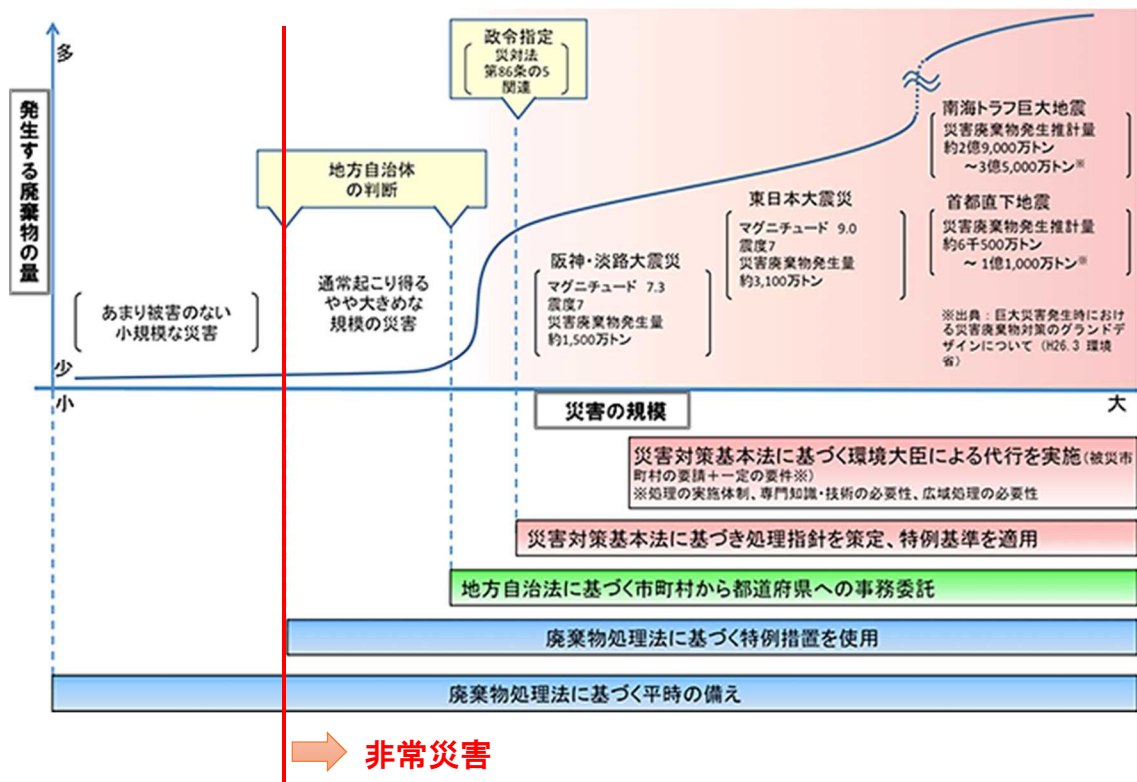 多
発生する廃棄物の量
少
小
政令指定
災対法
第86条の5
関連
地方自治体
の判断
あまり被害のない
小規模な災害
通常起こり得る
やや大きめな
規模の災害
阪神・淡路大震災
マグニチュード 7.3
震度7
災害廃棄物発生量
約1,500万トン
東日本大震災
マグニチュード 9.0
震度7
災害廃棄物発生量
約3,100万トン
南海トラフ巨大地震
災害廃棄物発生推計量
約2億9,000万トン
～3億5,000万トン※
首都直下地震
災害廃棄物発生推計量
約6千500万トン
～1億1,000万トン※
※出典：巨大災害発生時におけ
る災害廃棄物対策のグランドデ
ザインについて（H26.3 環境
省）
災害の規模
大
災害対策基本法に基づく環境大臣による代行を実施(被災市
町村の要請＋一定の要件※)
※処理の実施体制、専門知識・技術の必要性、広域処理の必要性
災害対策基本法に基づき処理指針を策定、特例基準を適用
地方自治法に基づく市町村から都道府県への事務委託
廃棄物処理法に基づく特例措置を使用
廃棄物処理法に基づく平時の備え
非常災害